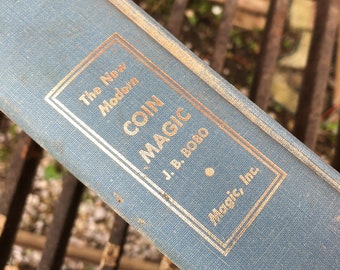 The New
Modern
COIN
MAGIC
J. B. BOBO
Magic, Inc.